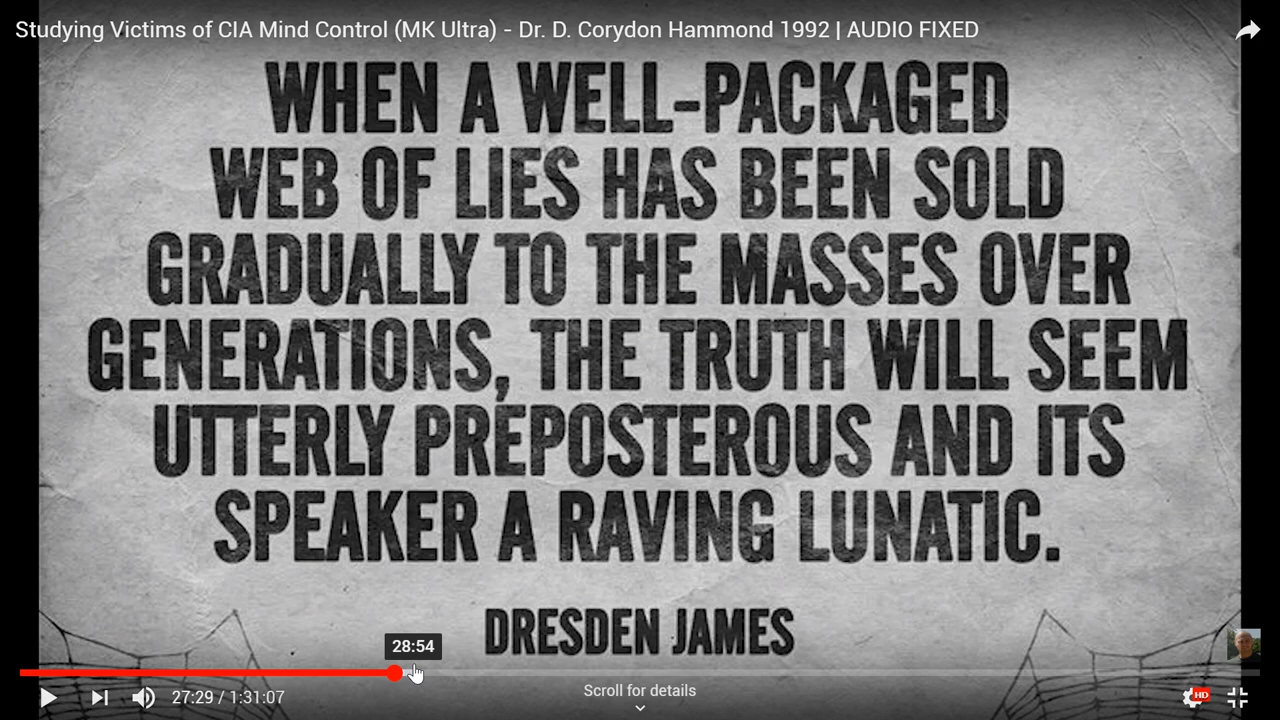 Studying Victims of CIA Mind Control (MK Ultra) - Dr. D. Corydon Hammond 1992 | AUDIO FIXED
WHEN A WELL-PACKAGED
WEB OF LIES HAS BEEN SOLD
GRADUALLY TO THE MASSES OVER
GENERATIONS, THE TRUTH WILL SEEM
UTTERLY PREPOSTEROUS AND ITS
SPEAKER A RAVING LUNATIC.
DRESDEN JAMES
28:54
27:29 / 1:31:07
Scroll for details
HD